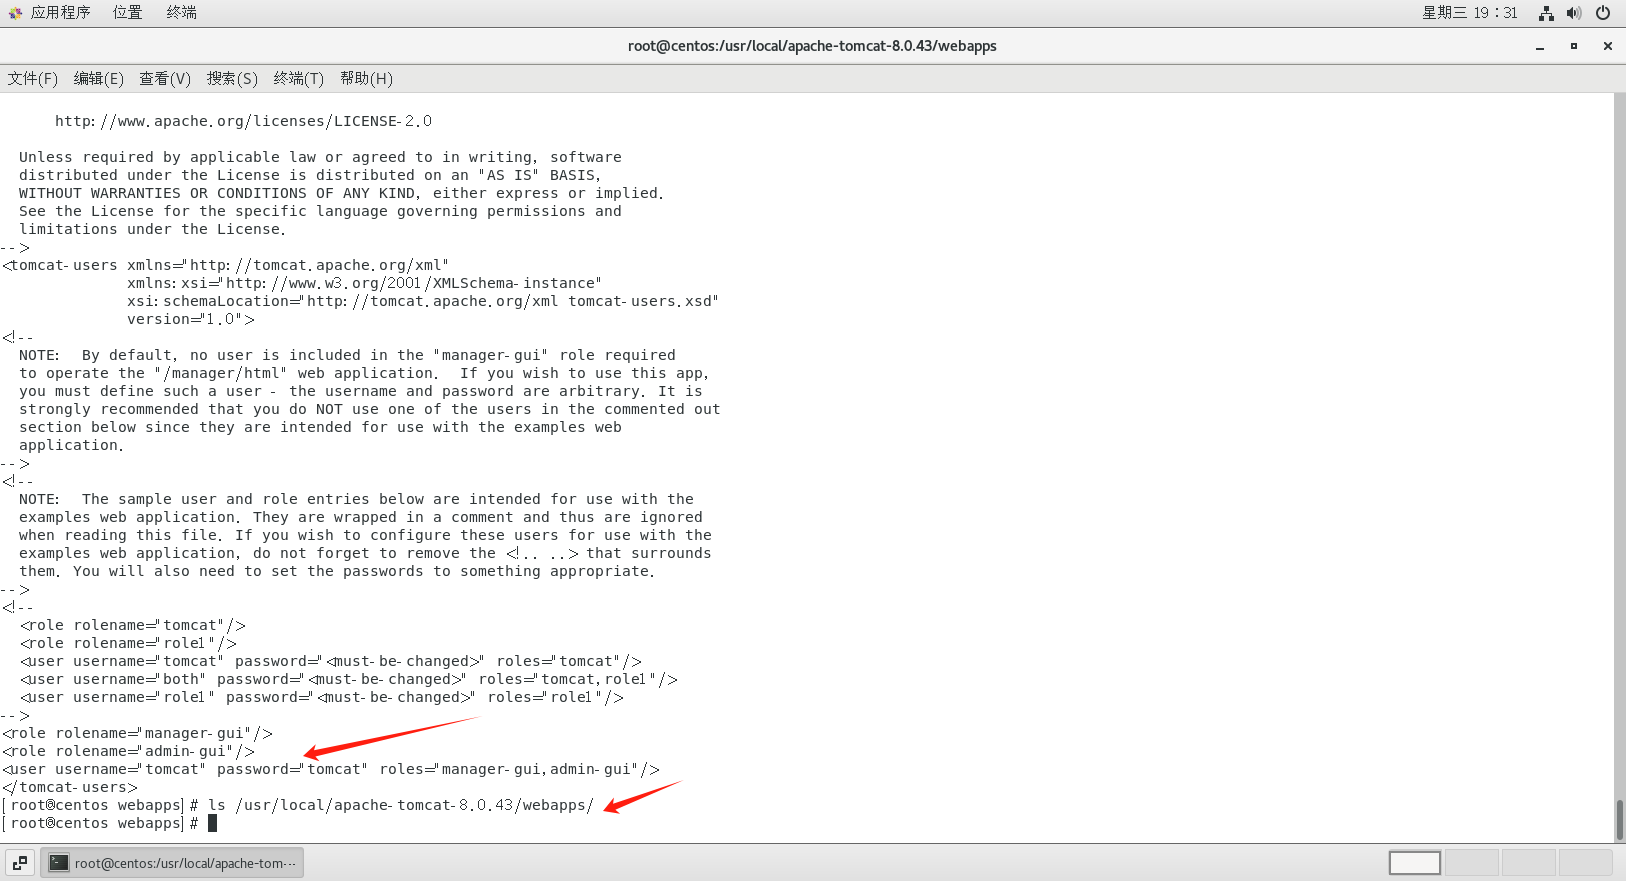 应用程序 位置 终端 星期三 19：31
root@centos:/usr/local/apache-tomcat-8.0.43/webapps
文件(F) 编辑(E) 查看(V) 搜索(S) 终端(T) 帮助(H)
http://www.apache.org/licenses/LICENSE-2.0
Unless required by applicable law or agreed to in writing, software
distributed under the License is distributed on an "AS IS" BASIS,
WITHOUT WARRANTIES OR CONDITIONS OF ANY KIND, either express or implied.
See the License for the specific language governing permissions and
limitations under the License.
-->
<tomcat-users xmlns="http://tomcat.apache.org/xml"
xmlns:xsi="http://www.w3.org/2001/XMLSchema-instance"
xsi:schemaLocation="http://tomcat.apache.org/xml tomcat-users.xsd"
version="1.0">
<!--
NOTE:  By default, no user is included in the "manager-gui" role required
to operate the "/manager/html" web application.  If you wish to use this app,
you must define such a user - the username and password are arbitrary. It is
strongly recommended that you do NOT use one of the users in the commented out
section below since they are intended for use with the examples web
application.
-->
<!--
NOTE:  The sample user and role entries below are intended for use with the
examples web application. They are wrapped in a comment and thus are ignored
when reading this file. If you wish to configure these users for use with the
examples web application, do not forget to remove the <!.. ..> that surrounds
them. You will also need to set the passwords to something appropriate.
-->
<!--
<role rolename="tomcat"/>
<role rolename="role1"/>
<user username="tomcat" password="<must-be-changed>" roles="tomcat"/>
<user username="both" password="<must-be-changed>" roles="tomcat,role1"/>
<user username="role1" password="<must-be-changed>" roles="role1"/>
-->
<role rolename="manager-gui"/>
<role rolename="admin-gui"/>
<user username="tomcat" password="tomcat" roles="manager-gui,admin-gui"/>
</tomcat-users>
[root@centos webapps]# ls /usr/local/apache-tomcat-8.0.43/webapps/
[root@centos webapps]#
root@centos:/usr/local/apache-tom···